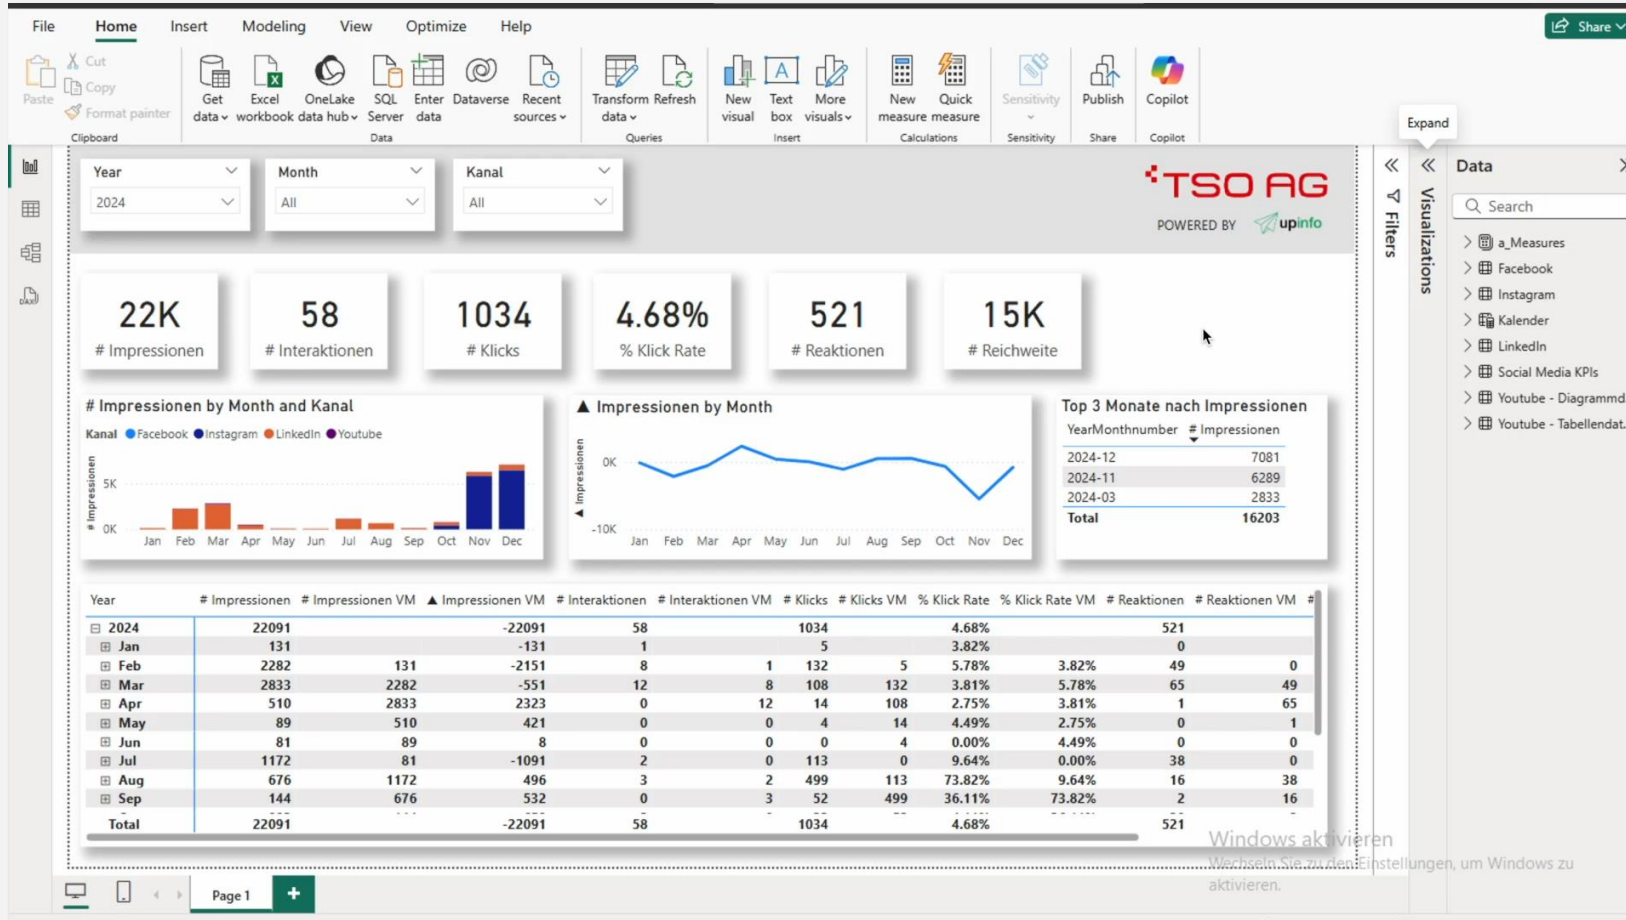 File Home Insert Modeling View Optimize Help Share
Paste
Cut
Copy
Format painter
Clipboard
Get data
Excel workbook
OneLake data hub
SQL Server
Enter data
Dataverse
Recent sources
Data
Transform data
Refresh
Queries
New visual
Text box
More visuals
Insert
New measure
Quick measure
Calculations
Sensitivity
Sensitivity
Publish
Share
Copilot
Copilot
Expand
Year
2024
Month
All
Kanal
All
TSO AG
POWERED BY upinfo
22K
# Impressionen
58
# Interaktionen
1034
# Klicks
4.68%
% Klick Rate
521
# Reaktionen
15K
# Reichweite
# Impressionen by Month and Kanal
Kanal Facebook Instagram LinkedIn Youtube
# Impressionen
5K
0K
Jan Feb Mar Apr May Jun Jul Aug Sep Oct Nov Dec
▲ Impressionen by Month
▲ Impressionen
0K
-10K
Jan Feb Mar Apr May Jun Jul Aug Sep Oct Nov Dec
Top 3 Monate nach Impressionen
YearMonthnumber # Impressionen
2024-12 7081
2024-11 6289
2024-03 2833
Total 16203
Year # Impressionen # Impressionen VM ▲ Impressionen VM # Interaktionen # Interaktionen VM # Klicks # Klicks VM % Klick Rate % Klick Rate VM # Reaktionen # Reaktionen VM #
2024 22091 -22091 58 1034 4.68% 521
Jan 131 -131 1 5 3.82% 0
Feb 2282 131 -2151 8 1 132 5 5.78% 3.82% 49 0
Mar 2833 2282 -551 12 8 108 132 3.81% 5.78% 65 49
Apr 510 2833 2323 0 12 14 108 2.75% 3.81% 1 65
May 89 510 421 0 0 4 14 4.49% 2.75% 0 1
Jun 81 89 8 0 0 0 4 0.00% 4.49% 0 0
Jul 1172 81 -1091 2 0 113 0 9.64% 0.00% 38 0
Aug 676 1172 496 3 2 499 113 73.82% 9.64% 16 38
Sep 144 676 532 0 3 52 499 36.11% 73.82% 2 16
Total 22091 -22091 58 1034 4.68% 521
Filters
Visualizations
Data
Search
a_Measures
Facebook
Instagram
Kalender
LinkedIn
Social Media KPIs
Youtube - Diagrammd
Youtube - Tabellendat.
Windows aktivieren
Wechseln Sie zu den Einstellungen, um Windows zu
aktivieren.
Page 1